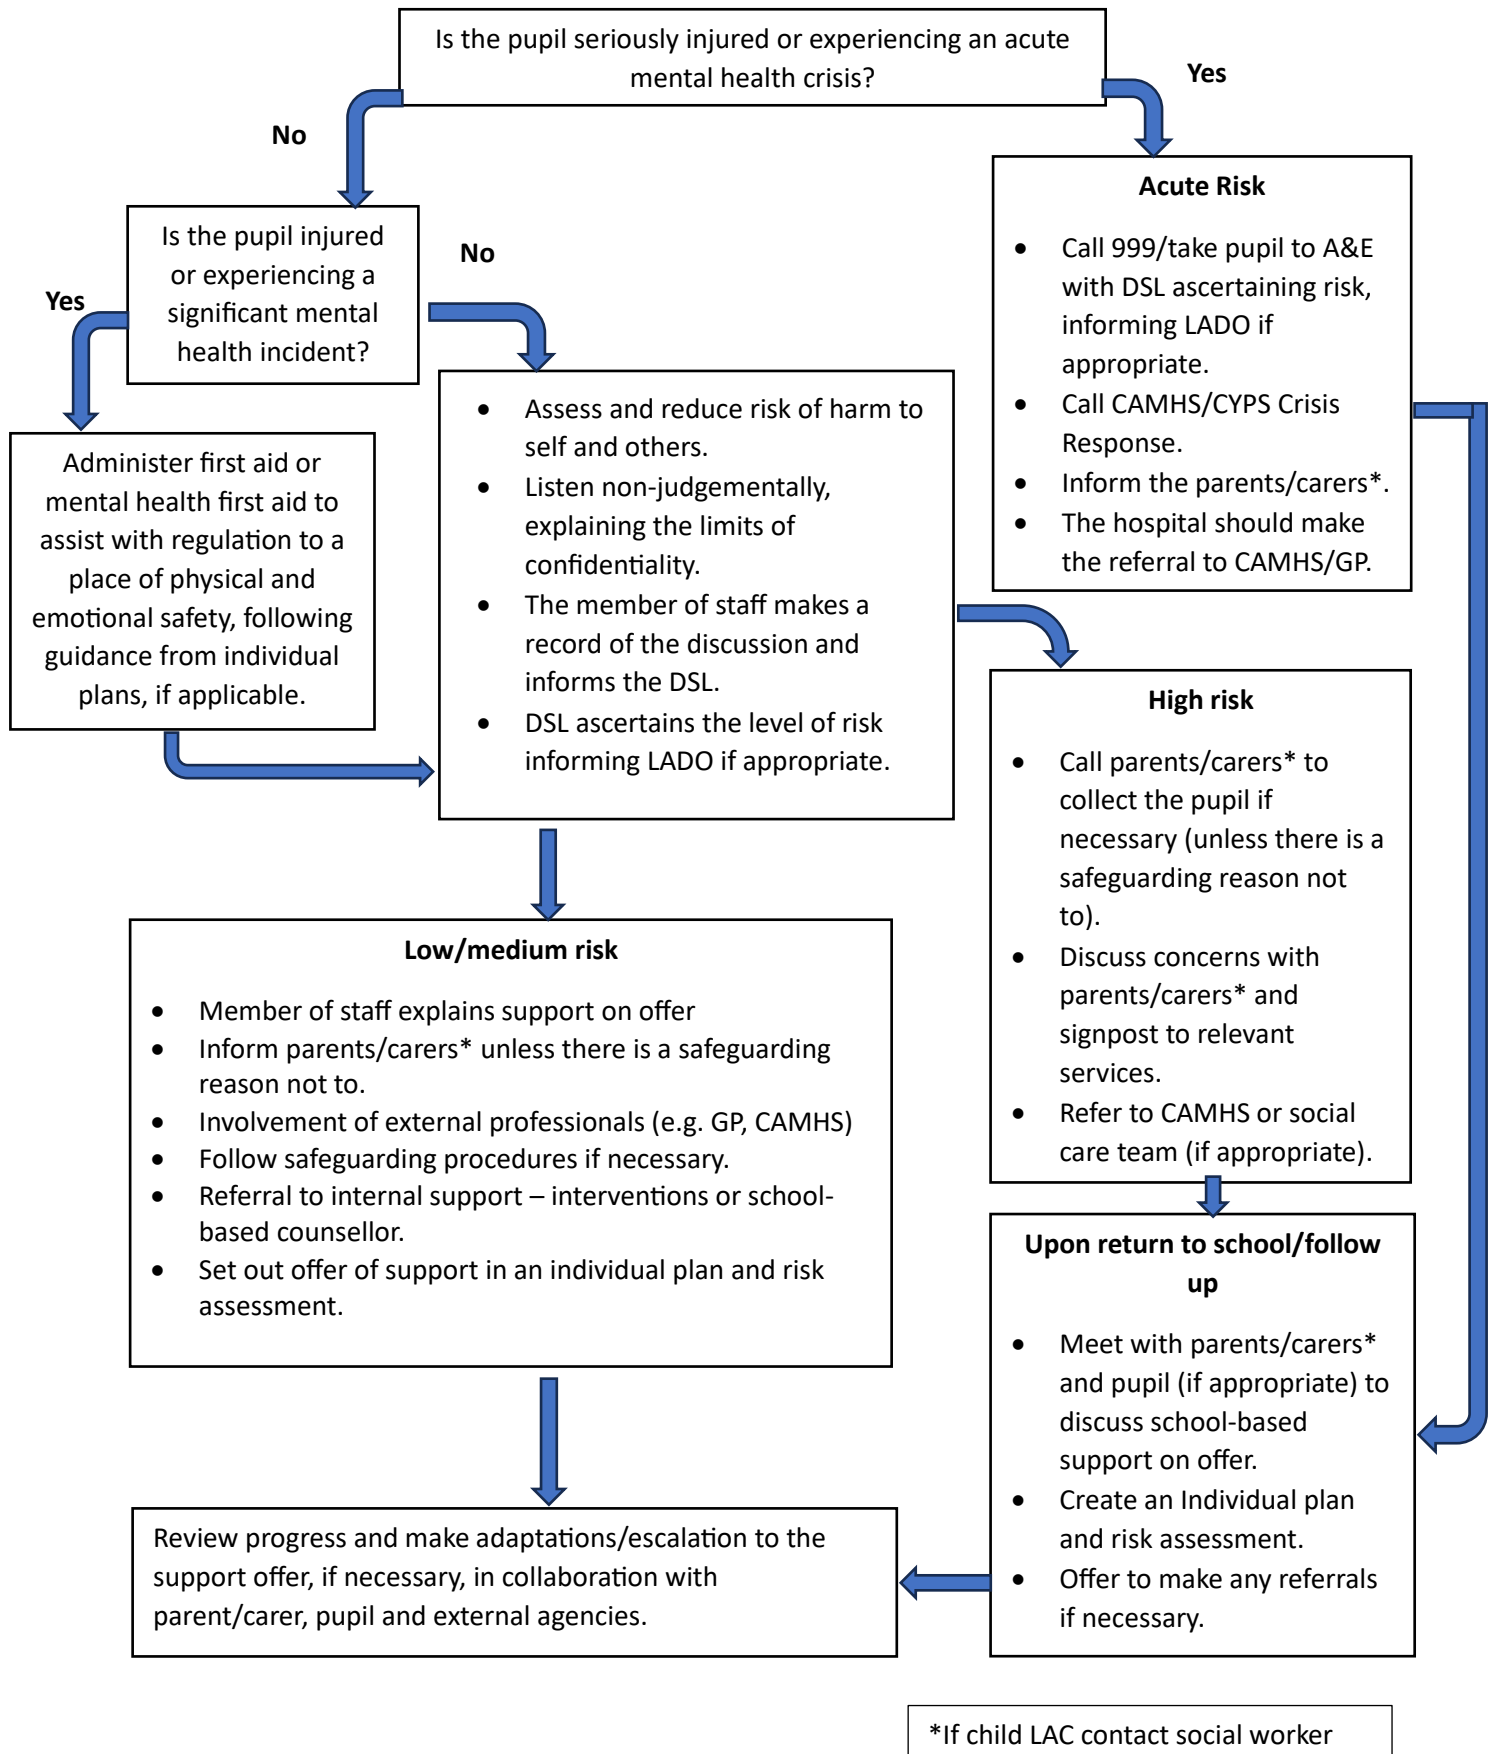 Is the pupil seriously injured or experiencing an acute
mental health crisis?
Yes
No
Acute Risk
• Call 999/take pupil to A&E
with DSL ascertaining risk,
informing LADO if
appropriate.
• Call CAMHS/CYPS Crisis
Response.
• Inform the parents/carers*.
• The hospital should make
the referral to CAMHS/GP.
Is the pupil injured
or experiencing a
significant mental
health incident?
No
Yes
Administer first aid or
mental health first aid to
assist with regulation to a
place of physical and
emotional safety, following
guidance from individual
plans, if applicable.
• Assess and reduce risk of harm to
self and others.
• Listen non-judgementally,
explaining the limits of
confidentiality.
• The member of staff makes a
record of the discussion and
informs the DSL.
• DSL ascertains the level of risk
informing LADO if appropriate.
High risk
• Call parents/carers* to
collect the pupil if
necessary (unless there is a
safeguarding reason not
to).
• Discuss concerns with
parents/carers* and
signpost to relevant
services.
• Refer to CAMHS or social
care team (if appropriate).
Low/medium risk
• Member of staff explains support on offer
• Inform parents/carers* unless there is a safeguarding
reason not to.
• Involvement of external professionals (e.g. GP, CAMHS)
• Follow safeguarding procedures if necessary.
• Referral to internal support – interventions or school-
based counsellor.
• Set out offer of support in an individual plan and risk
assessment.
Upon return to school/follow
up
• Meet with parents/carers*
and pupil (if appropriate) to
discuss school-based
support on offer.
• Create an Individual plan
and risk assessment.
• Offer to make any referrals
if necessary.
Review progress and make adaptations/escalation to the
support offer, if necessary, in collaboration with
parent/carer, pupil and external agencies.
*If child LAC contact social worker